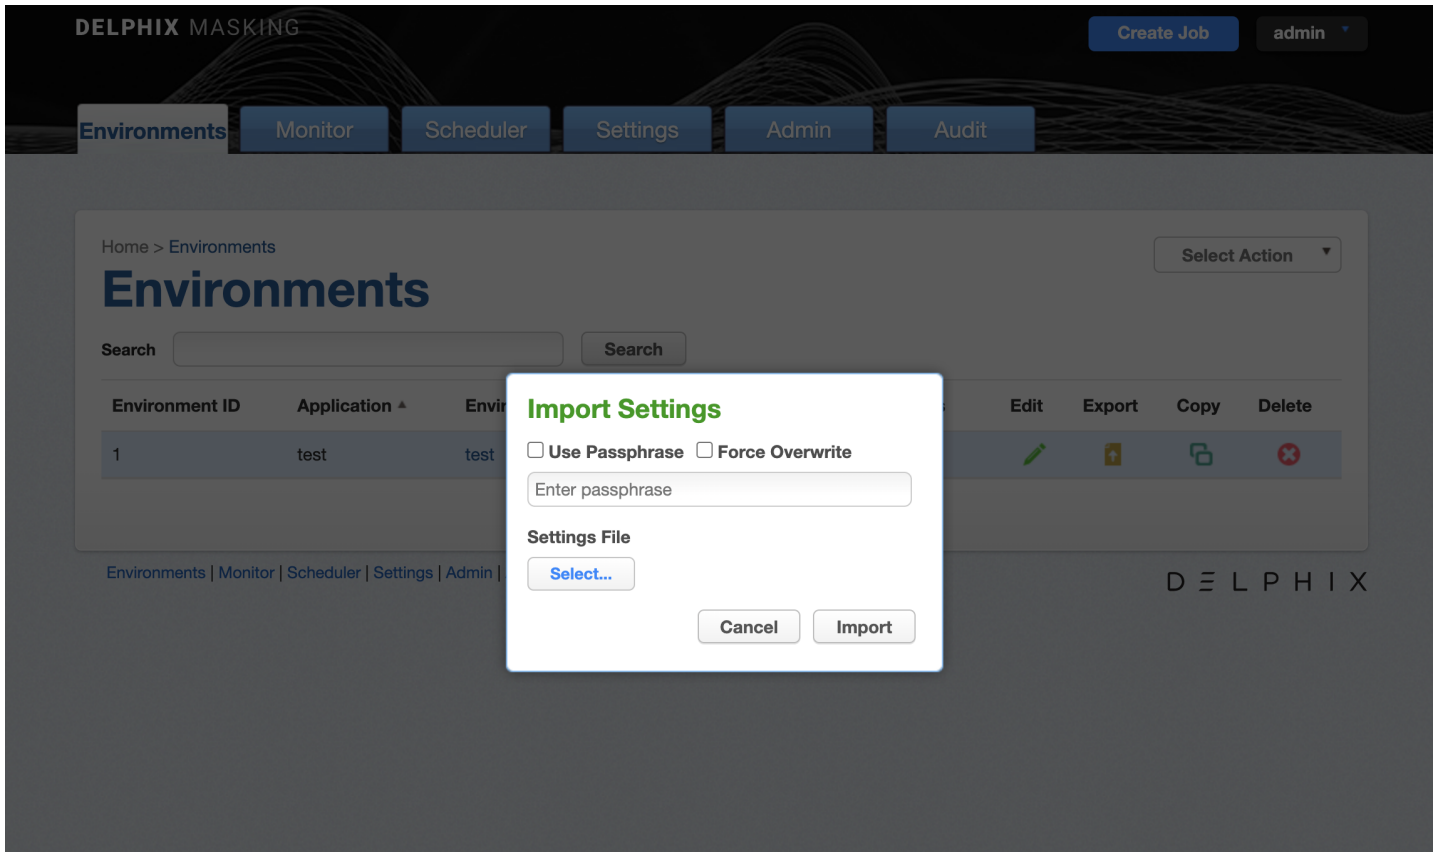 DELPHIX MASKING
Create Job
admin
Environments
Monitor
Scheduler
Settings
Admin
Audit
Home > Environments
Select Action
Environments
Search
Search
Environment ID
Application
Edit
Export
Copy
Delete
1
test
test
Import Settings
Use Passphrase
Force Overwrite
Enter passphrase
Settings File
Select...
Cancel
Import
Environments | Monitor | Scheduler | Settings | Admin |
DELPHIX